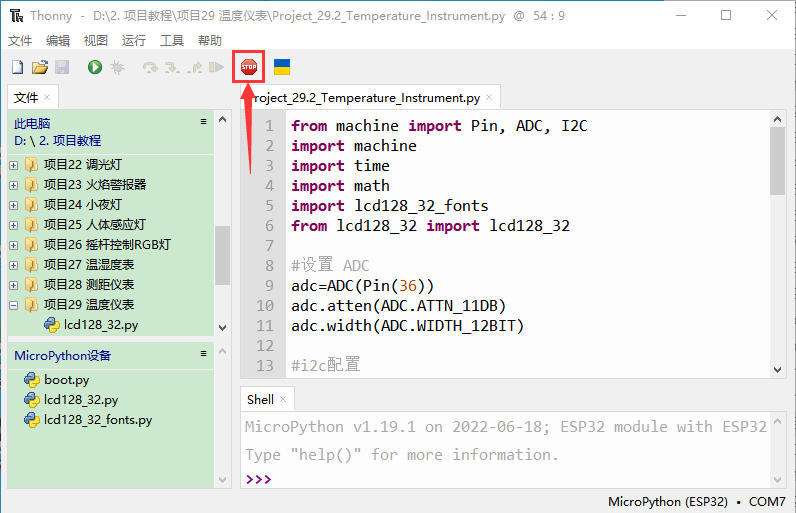 Thonny - D:\2. 项目教程\项目29 温度仪表\Project_29.2_Temperature_Instrument.py @ 54 : 9
文件 编辑 视图 运行 工具 帮助
STOP
文件
此电脑
D: \ 2. 项目教程
项目22 调光灯
项目23 火焰警报器
项目24 小夜灯
项目25 人体感应灯
项目26 摇杆控制RGB灯
项目27 温湿度表
项目28 测距仪表
项目29 温度仪表
lcd128_32.py
MicroPython设备
boot.py
lcd128_32.py
lcd128_32_fonts.py
roject_29.2_Temperature_Instrument.py
1 from machine import Pin, ADC, I2C
2 import machine
3 import time
4 import math
5 import lcd128_32_fonts
6 from lcd128_32 import lcd128_32
7
8 #设置 ADC
9 adc=ADC(Pin(36))
10 adc.atten(ADC.ATTN_11DB)
11 adc.width(ADC.WIDTH_12BIT)
12
13 #i2c配置
Shell
MicroPython v1.19.1 on 2022-06-18; ESP32 module with ESP32
Type "help()" for more information.
>>>
MicroPython (ESP32) • COM7